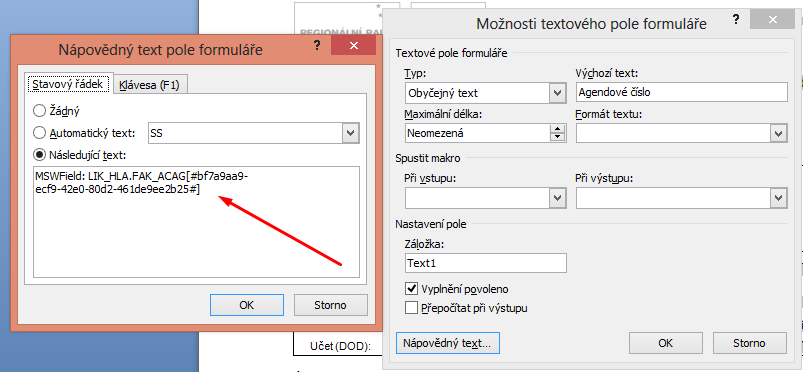 REGIONÁLNÍ RA
Nápovědný text pole formuláře
Stavový řádek
Klávesa (F1)
Žádný
Automatický text:
SS
Následující text:
MSWField: LIK_HLA.FAK_ACAG[#bf7a9aa9-
ecf9-42e0-80d2-461de9ee2b25#]
OK
Storno
Učet (DOD):
Možnosti textového pole formuláře
Textové pole formuláře
Typ:
Výchozí text:
Obyčejný text
Agendové číslo
Maximální délka:
Formát textu:
Neomezená
Spustit makro
Při vstupu:
Při výstupu:
Nastavení pole
Záložka:
Text1
Vyplnění povoleno
Přepočítat při výstupu
Nápovědný text...
OK
Storno